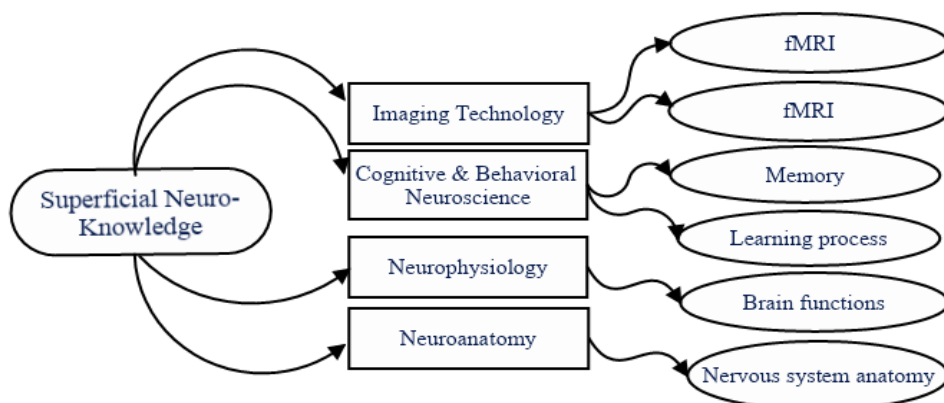 Superficial Neuro-
Knowledge
Imaging Technology
Cognitive & Behavioral
Neuroscience
Neurophysiology
Neuroanatomy
fMRI
fMRI
Memory
Learning process
Brain functions
Nervous system anatomy